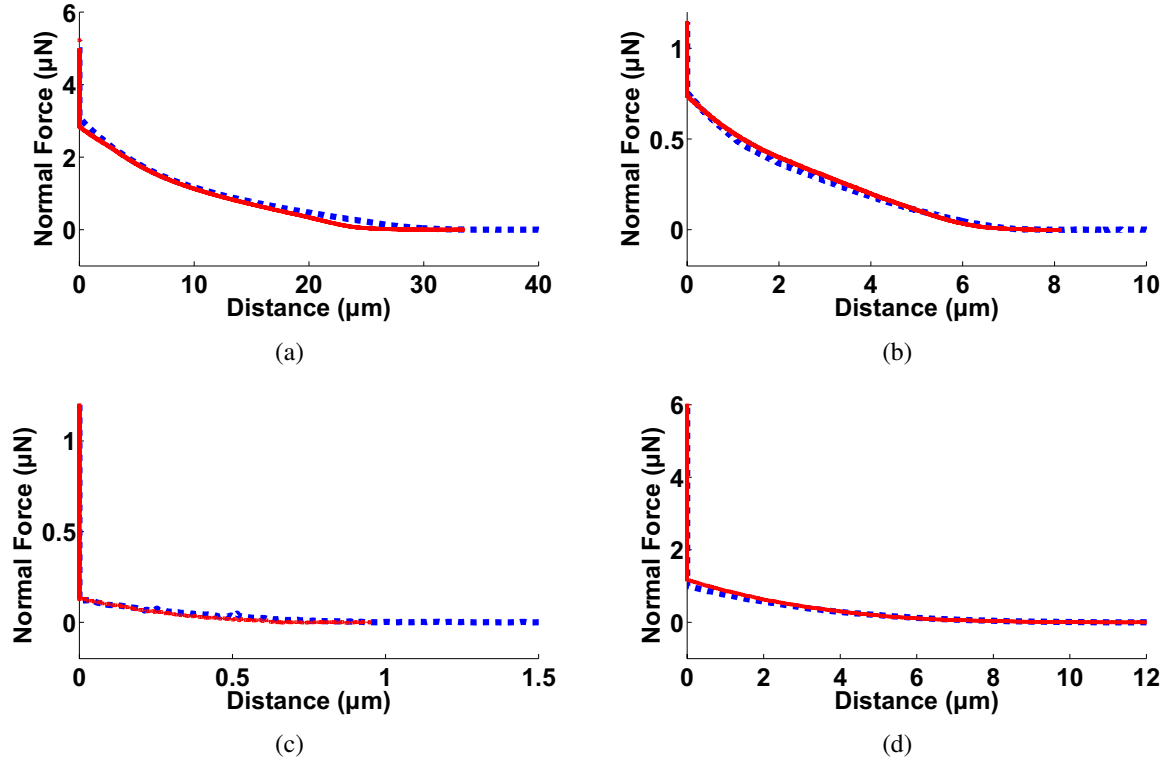 6
4
2
0
Normal Force (µN)
0 10 20 30 40
Distance (µm)
(a)
1
0.5
0
Normal Force (µN)
0 2 4 6 8 10
Distance (µm)
(b)
1
0.5
0
Normal Force (µN)
0 0.5 1 1.5
Distance (µm)
(c)
6
4
2
0
Normal Force (µN)
0 2 4 6 8 10 12
Distance (µm)
(d)